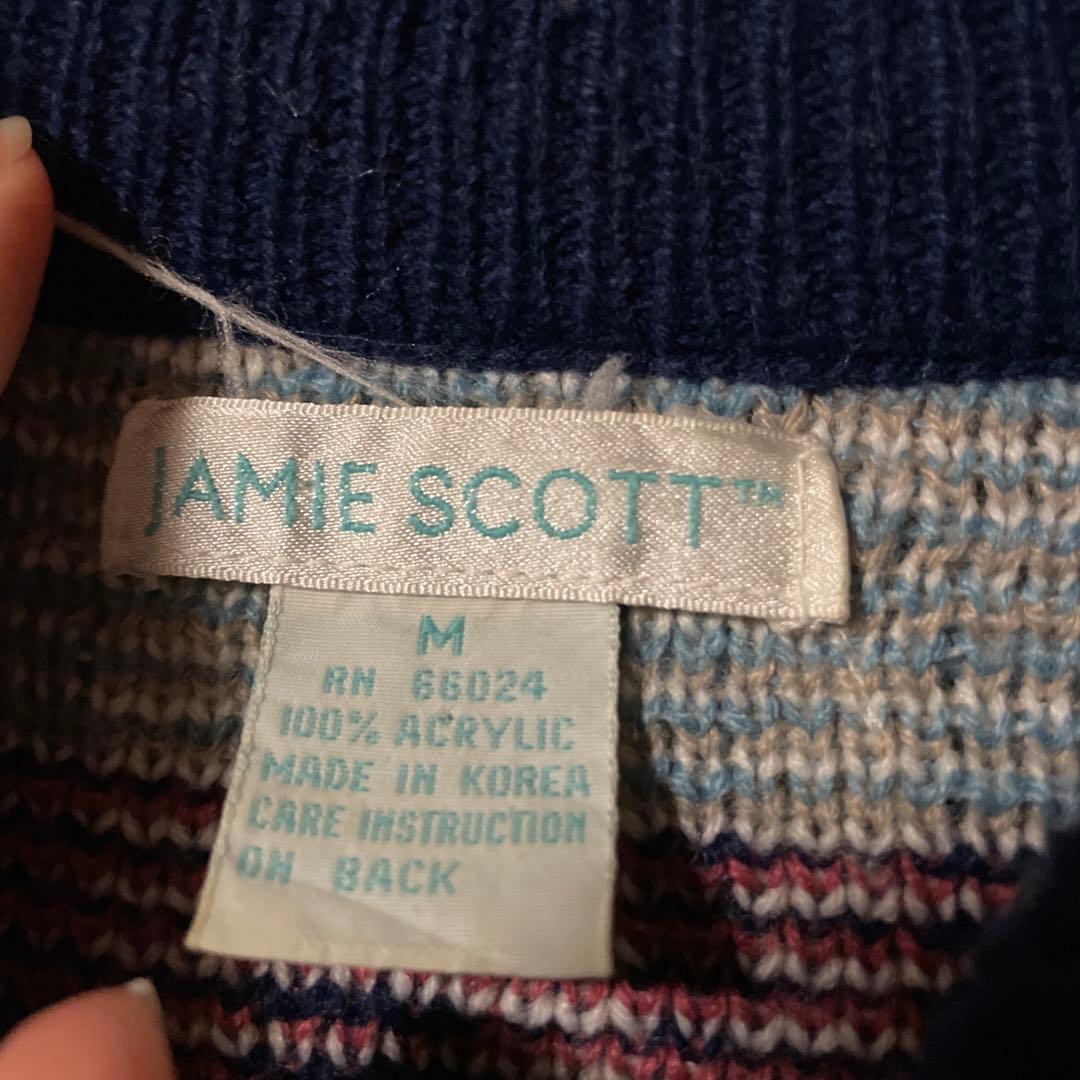 JAMIE SCOTT™
M
RN 66024
100% ACRYLIC
MADE IN KOREA
CARE INSTRUCTION
ON BACK